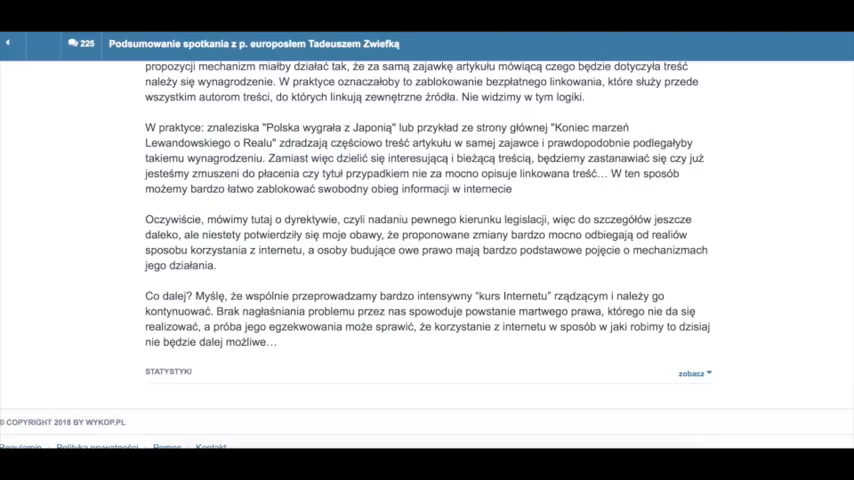 225 Podsumowanie spotkania z p. europosłem Tadeuszem Zwiefką
propozycji mechanizm miałby działać tak, że za samą zajawkę artykułu mówiącą czego będzie dotyczyła treść
należy się wynagrodzenie. W praktyce oznaczałoby to zablokowanie bezpłatnego linkowania, które służy przede
wszystkim autorom treści, do których linkują zewnętrzne źródła. Nie widzimy w tym logiki.
W praktyce: znaleziska "Polska wygrała z Japonią" lub przykład ze strony głównej "Koniec marzeń
Lewandowskiego o Realu" zdradzają częściowo treść artykułu w samej zajawce i prawdopodobnie podlegałyby
takiemu wynagrodzeniu. Zamiast więc dzielić się interesującą i bieżącą treścią, będziemy zastanawiać się czy już
jesteśmy zmuszeni do płacenia czy tytuł przypadkiem nie za mocno opisuje linkowana treść… W ten sposób
możemy bardzo łatwo zablokować swobodny obieg informacji w internecie
Oczywiście, mówimy tutaj o dyrektywie, czyli nadaniu pewnego kierunku legislacji, więc do szczegółów jeszcze
daleko, ale niestety potwierdziły się moje obawy, że proponowane zmiany bardzo mocno odbiegają od realiów
sposobu korzystania z internetu, a osoby budujące owe prawo mają bardzo podstawowe pojęcie o mechanizmach
jego działania.
Co dalej? Myślę, że wspólnie przeprowadzamy bardzo intensywny “kurs Internetu” rządzącym i należy go
kontynuować. Brak nagłaśniania problemu przez nas spowoduje powstanie martwego prawa, którego nie da się
realizować, a próba jego egzekwowania może sprawić, że korzystanie z internetu w sposób w jaki robimy to dzisiaj
nie będzie dalej możliwe…
STATYSTYKI zobacz
© COPYRIGHT 2018 BY WYKOP.PL
Regulamin · Polityka prywatności · Pomoc · Kontakt